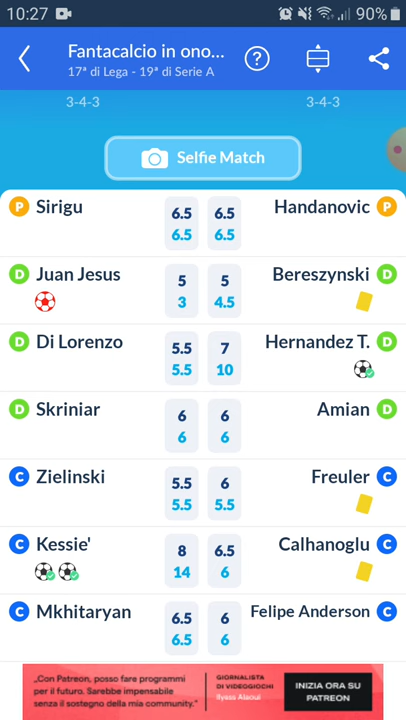 10:27 90%
Fantacalcio in ono...
17ª di Lega - 19ª di Serie A
?
3-4-3 3-4-3
Selfie Match
P Sirigu 6.5 6.5 Handanovic P
6.5 6.5
D Juan Jesus 5 5 Bereszynski D
3 4.5
D Di Lorenzo 5.5 7 Hernandez T. D
5.5 10
D Skriniar 6 6 Amian D
6 6
C Zielinski 5.5 6 Freuler C
5.5 5.5
C Kessie' 8 6.5 Calhanoglu C
14 6
C Mkhitaryan 6.5 6 Felipe Anderson C
6.5 6
„Con Patreon, posso fare programmi
per il futuro. Sarebbe impensabile
senza il sostegno della mia community."
GIORNALISTA
DI VIDEOGIOCHI
Ilyass Alaoui
INIZIA ORA SU
PATREON